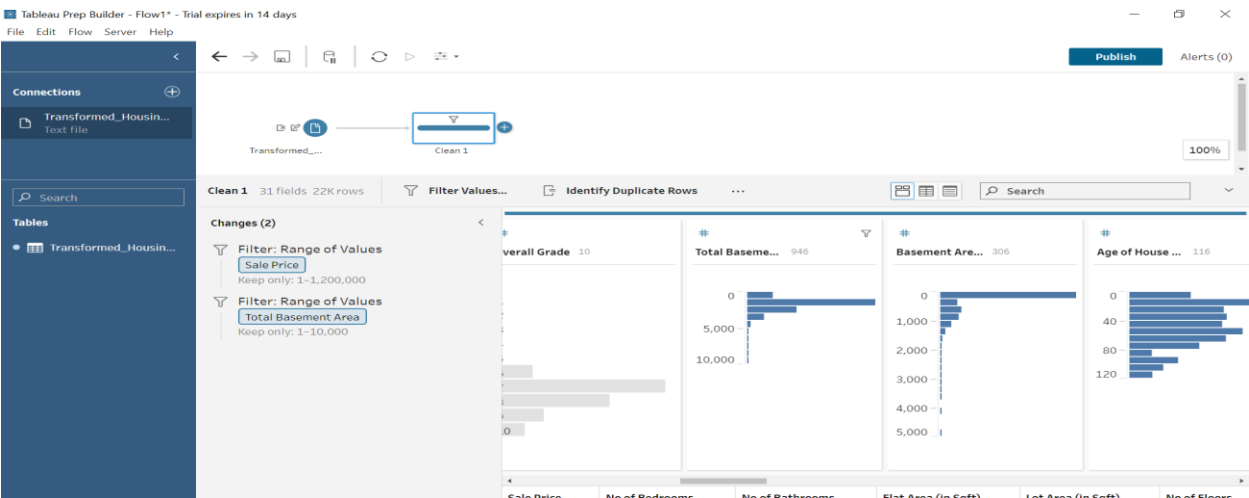 Tableau Prep Builder - Flow1* - Trial expires in 14 days
File Edit Flow Server Help
Publish
Alerts (0)
Connections
Transformed_Housin...
Text file
Transformed_...
Clean 1
100%
Search
Tables
Transformed_Housin...
Clean 1 31 fields 22K rows
Filter Values...
Identify Duplicate Rows
...
Search
Changes (2)
Filter: Range of Values
Sale Price
Keep only: 1–1,200,000
Filter: Range of Values
Total Basement Area
Keep only: 1–10,000
verall Grade 10
10
#
Total Baseme... 946
0
5,000
10,000
#
Basement Are... 306
0
1,000
2,000
3,000
4,000
5,000
#
Age of House ... 116
0
40
80
120
Sale Price
No of Bedrooms
No of Bathrooms
Flat Area (in Sqft)
Lot Area (in Sqft)
No of Floors